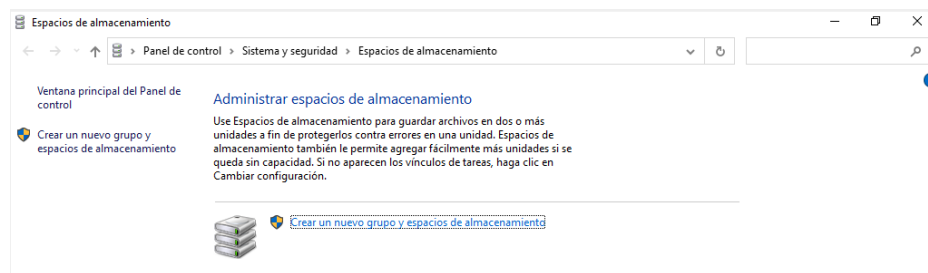 Espacios de almacenamiento
Panel de control > Sistema y seguridad > Espacios de almacenamiento
Ventana principal del Panel de
control
Crear un nuevo grupo y
espacios de almacenamiento
Administrar espacios de almacenamiento
Use Espacios de almacenamiento para guardar archivos en dos o más
unidades a fin de protegerlos contra errores en una unidad. Espacios de
almacenamiento también le permite agregar fácilmente más unidades si se
queda sin capacidad. Si no aparecen los vínculos de tareas, haga clic en
Cambiar configuración.
Crear un nuevo grupo y espacios de almacenamiento